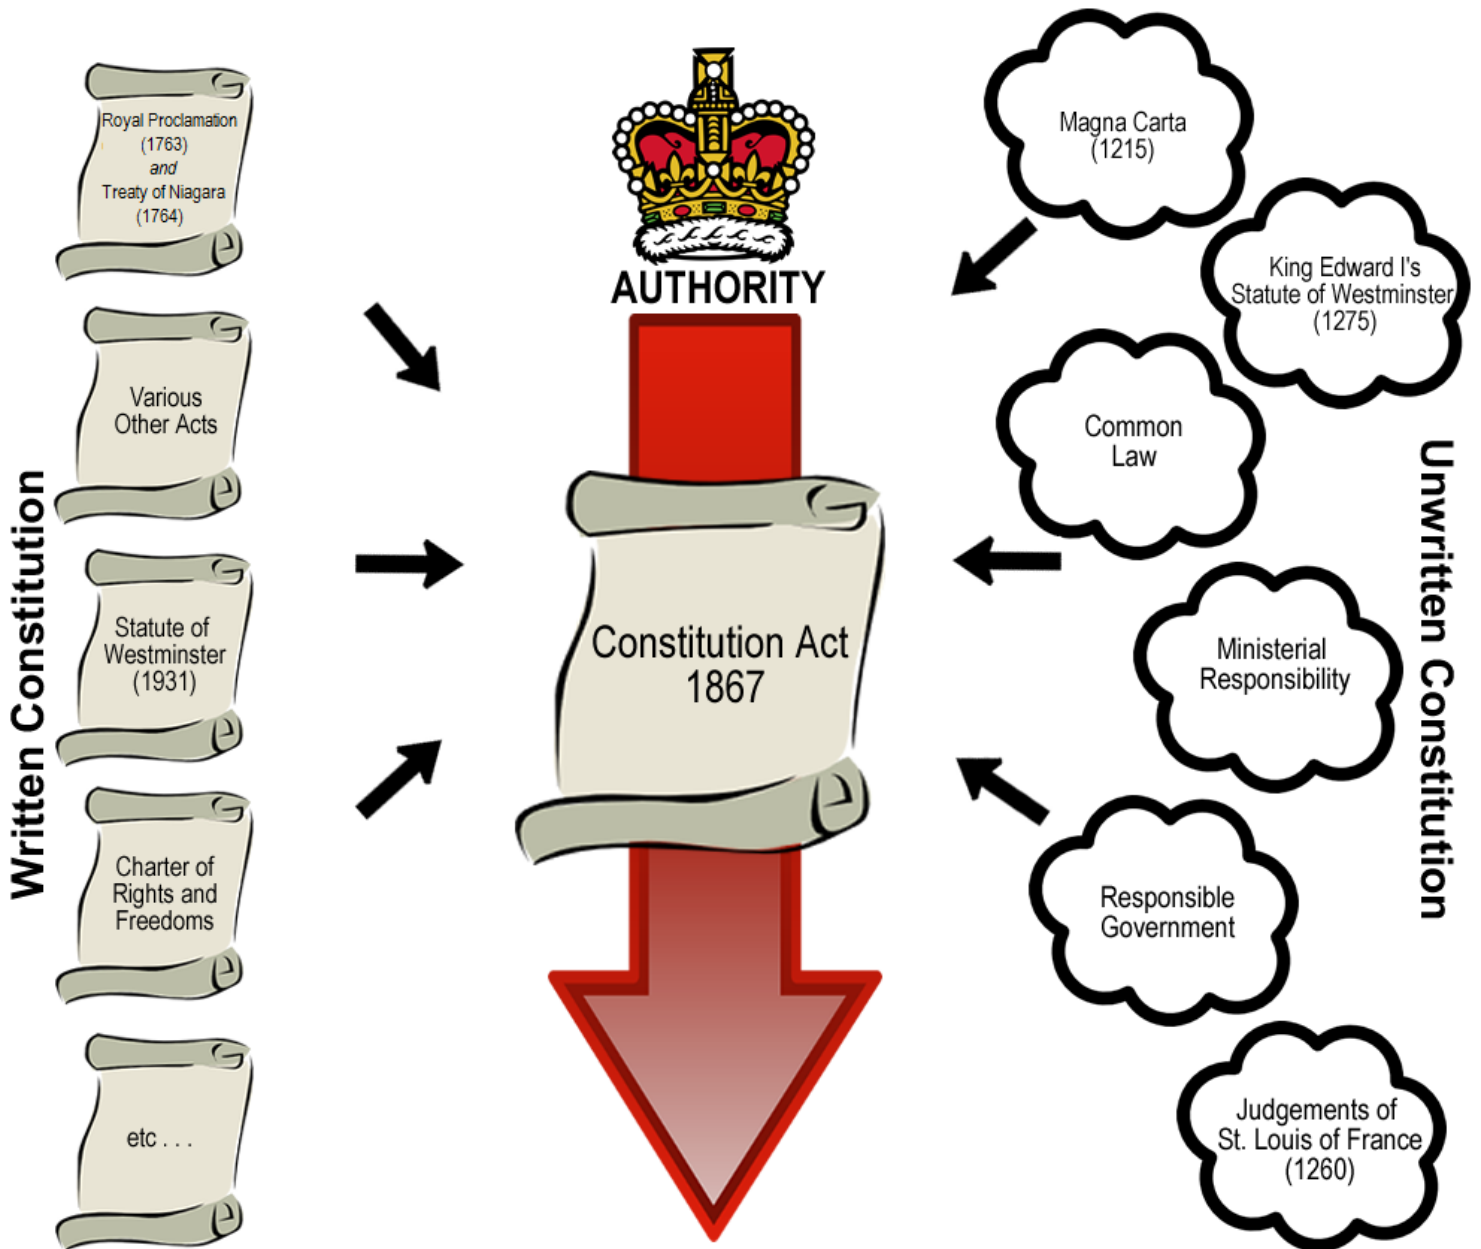 Royal Proclamation
(1763)
and
Treaty of Niagara
(1764)
Various
Other Acts
Statute of
Westminster
(1931)
Charter of
Rights and
Freedoms
etc . . .
Written Constitution
AUTHORITY
Constitution Act
1867
Magna Carta
(1215)
King Edward I's
Statute of Westminster
(1275)
Common
Law
Ministerial
Responsibility
Responsible
Government
Judgements of
St. Louis of France
(1260)
Unwritten Constitution